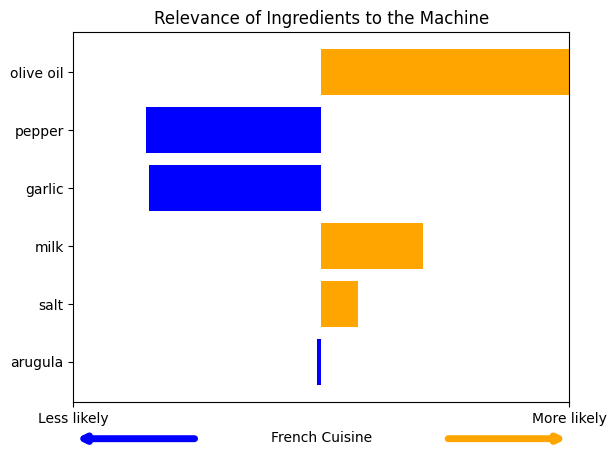 Relevance of Ingredients to the Machine
olive oil
pepper
garlic
milk
salt
arugula
Less likely
More likely
French Cuisine